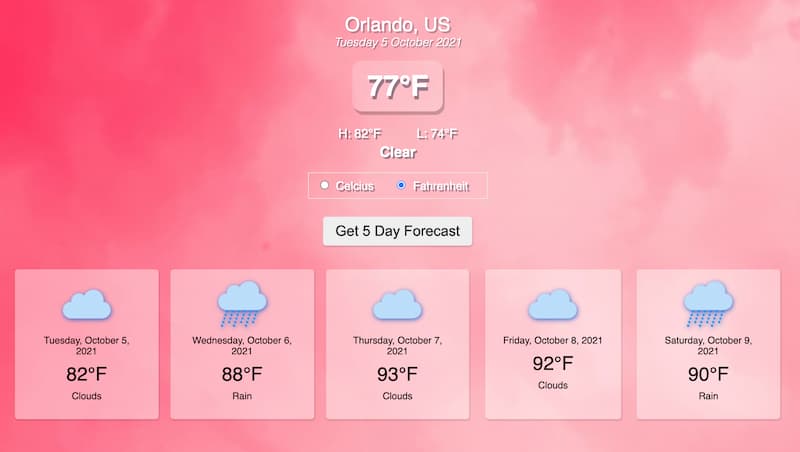 Orlando, US
Tuesday 5 October 2021
77°F
H: 82°F L: 74°F
Clear
Celcius Fahrenheit
Get 5 Day Forecast
Tuesday, October 5,
2021
82°F
Clouds
Wednesday, October 6,
2021
88°F
Rain
Thursday, October 7,
2021
93°F
Clouds
Friday, October 8, 2021
92°F
Clouds
Saturday, October 9,
2021
90°F
Rain